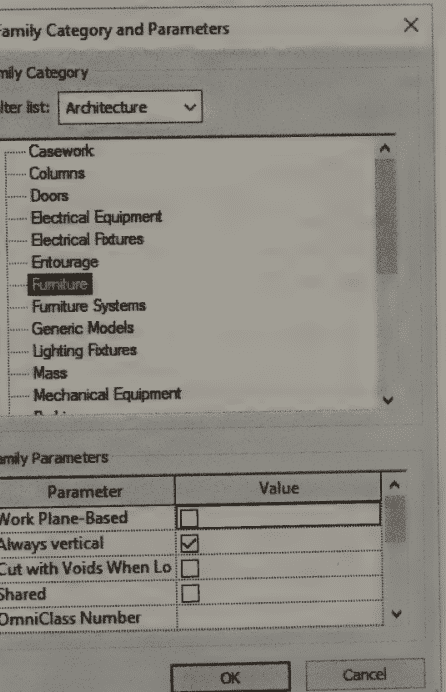 Family Category and Parameters
mily Category
lter list: Architecture
Casework
Columns
Doors
Electrical Equipment
Electrical Fixtures
Entourage
Furniture
Furniture Systems
Generic Models
Lighting Fixtures
Mass
Mechanical Equipment
amily Parameters
Parameter Value
Work Plane-Based
Always vertical
Cut with Voids When Lo
Shared
OmniClass Number
OK Cancel